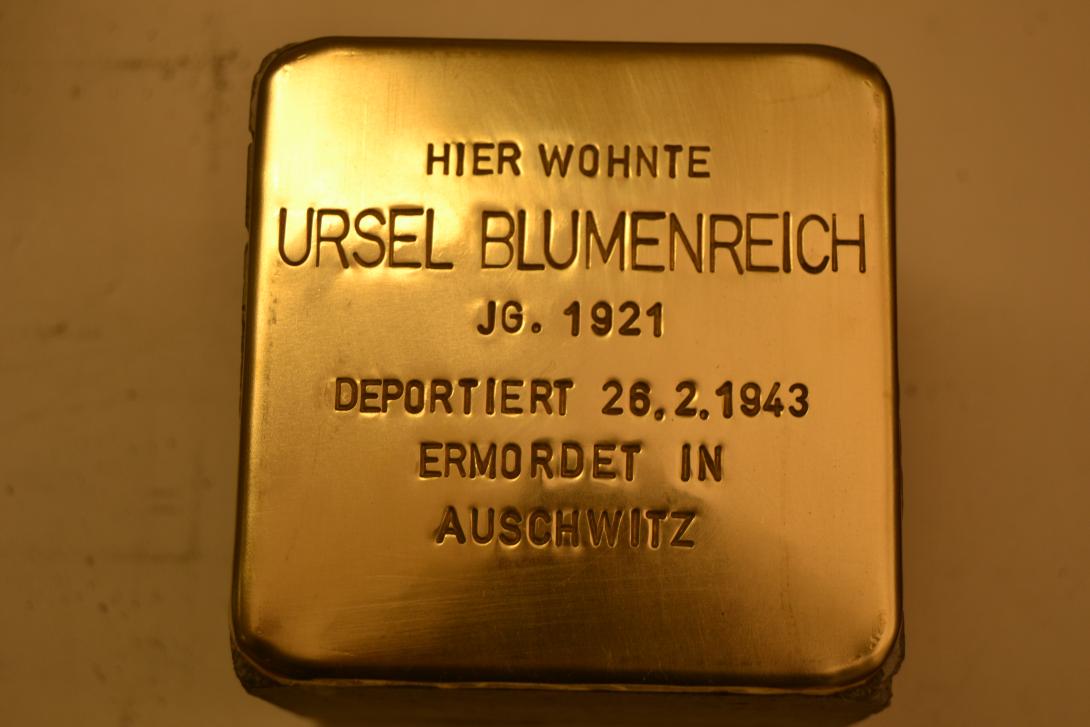 HIER WOHNTE
URSEL BLUMENREICH
JG. 1921
DEPORTIERT 26.2.1943
ERMORDET IN
AUSCHWITZ